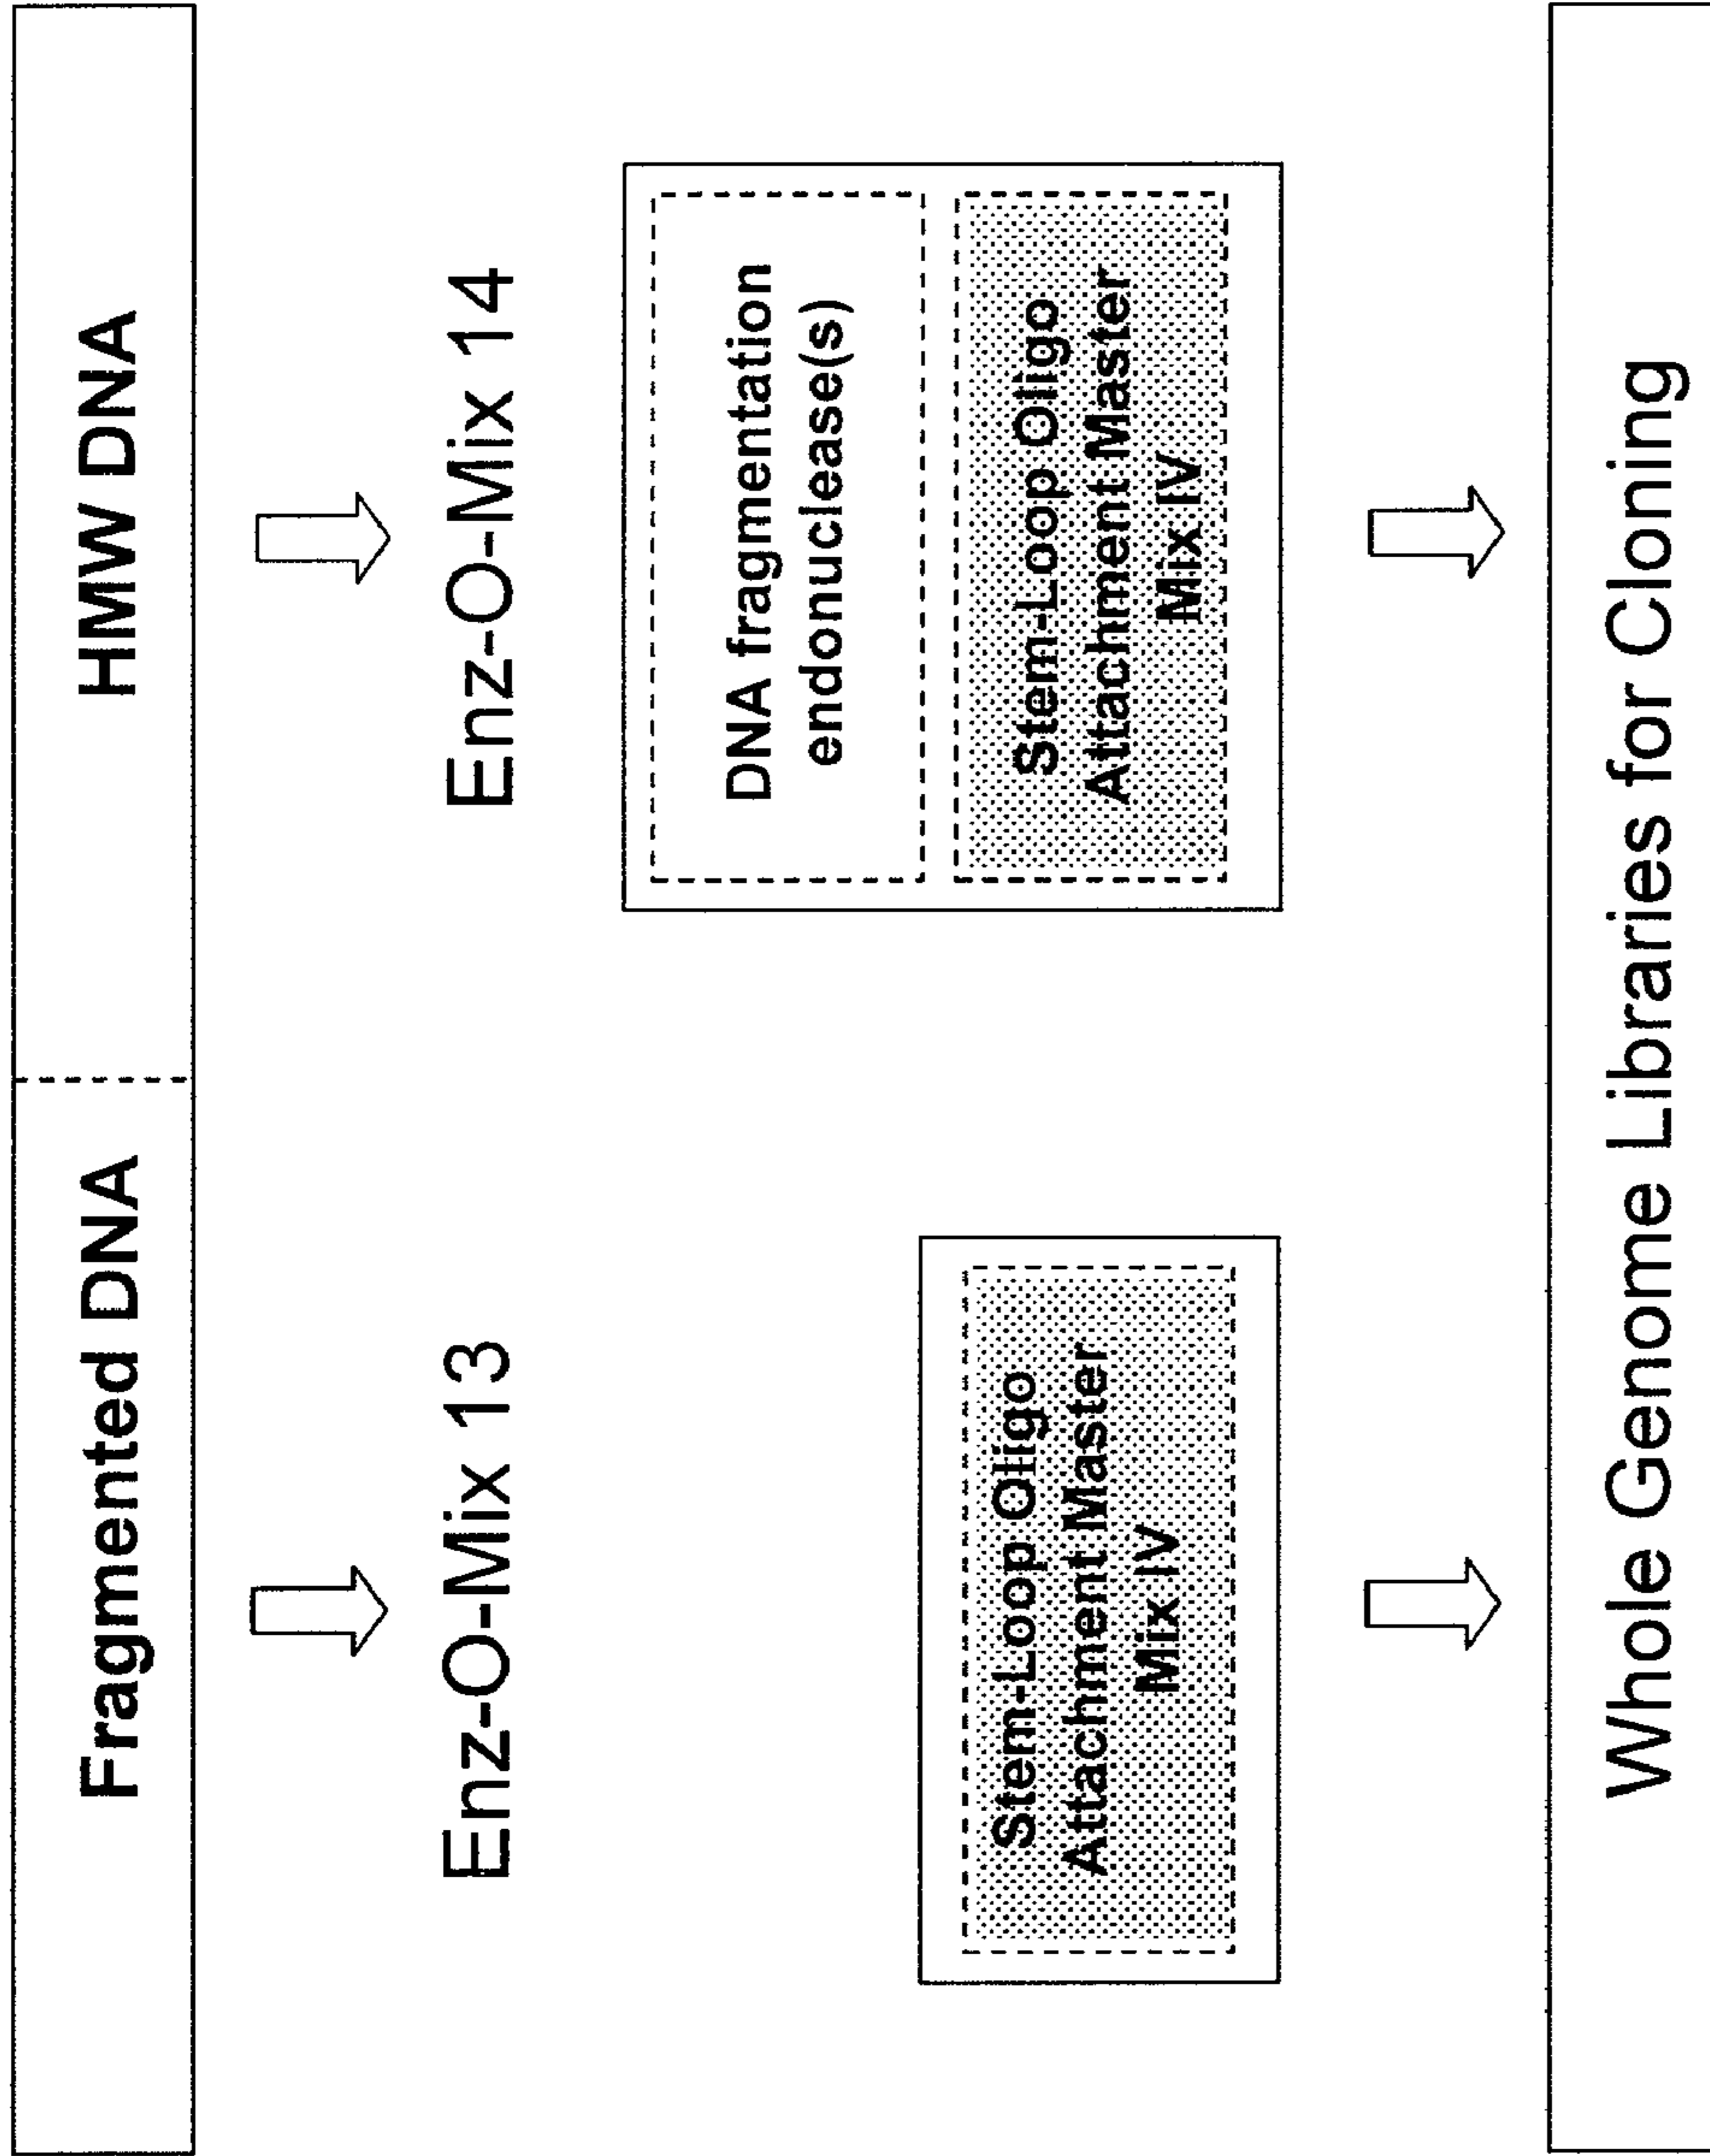 Fragmented DNA
HMW DNA
Enz-O-Mix 13
Enz-O-Mix 14
DNA fragmentation
endonuclease(s)
Stem-Loop Oligo
Attachment Master
Mix IV
Stem-Loop Oligo
Attachment Master
Mix IV
Whole Genome Libraries for Cloning